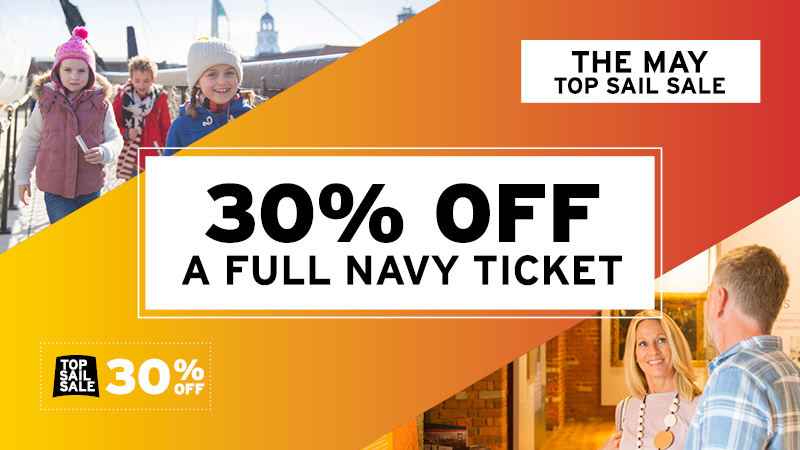 THE MAY
TOP SAIL SALE
30% OFF
A FULL NAVY TICKET
TOP
SAIL
SALE
30% OFF